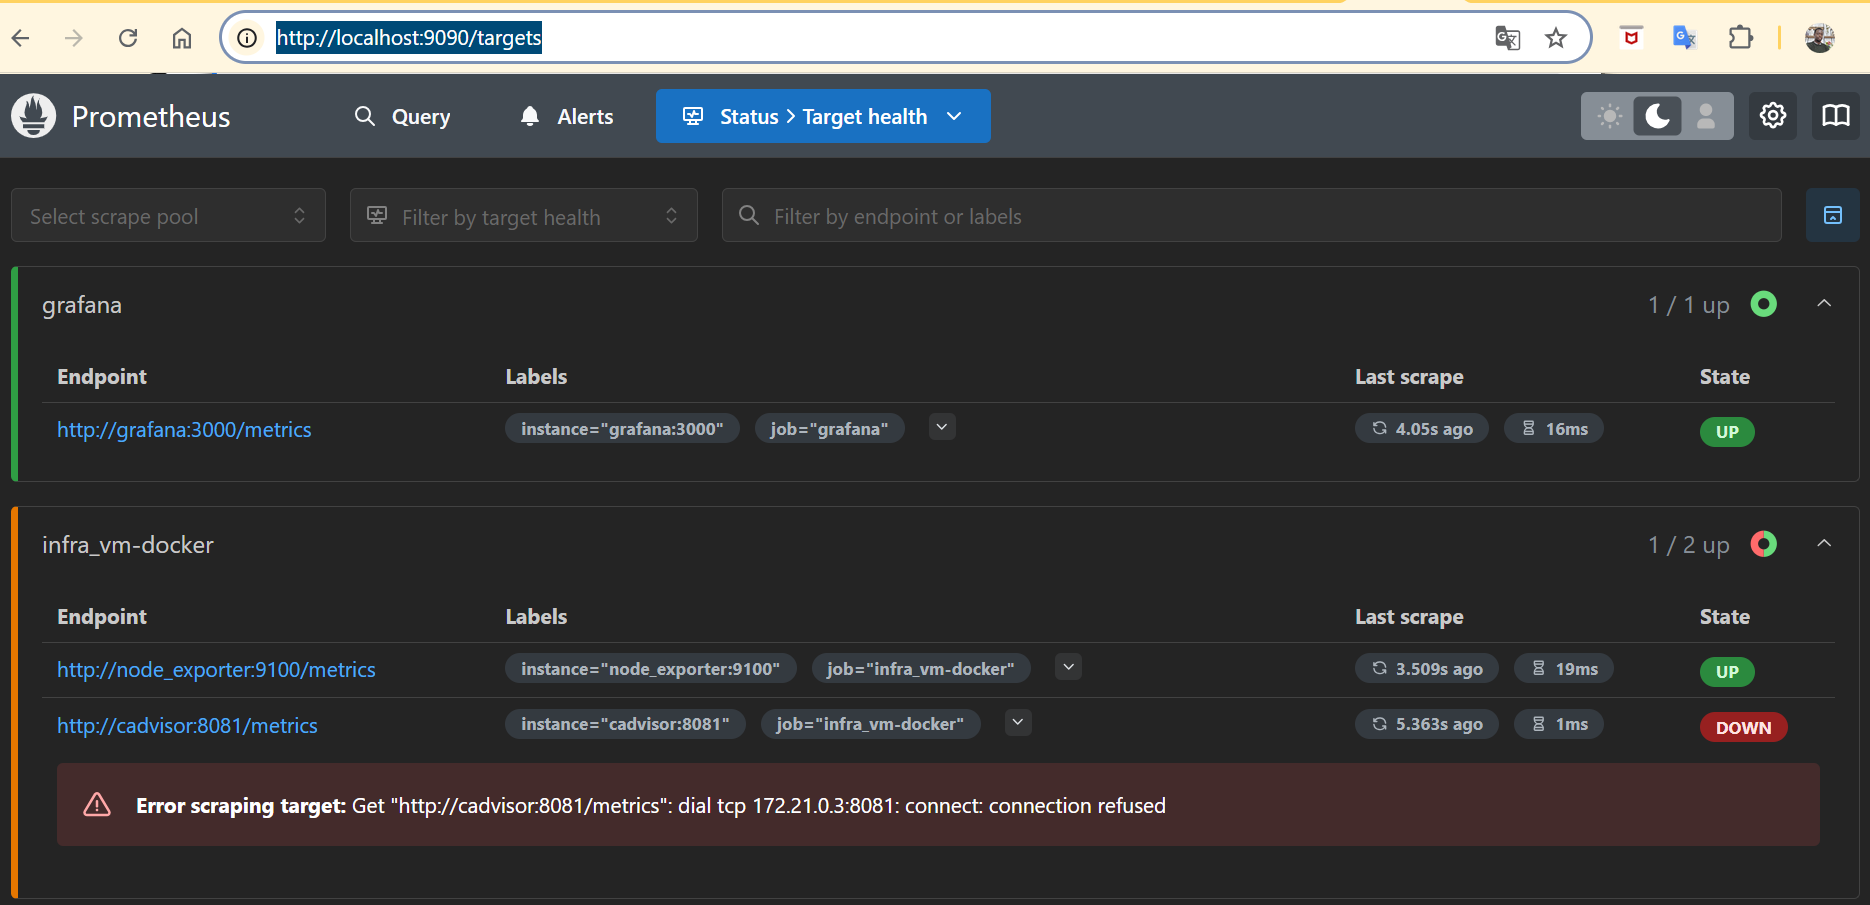 http://localhost:9090/targets
Prometheus Query Alerts Status > Target health
Select scrape pool Filter by target health Filter by endpoint or labels
grafana 1 / 1 up
Endpoint Labels Last scrape State
http://grafana:3000/metrics instance="grafana:3000" job="grafana" 4.05s ago 16ms UP
infra_vm-docker 1 / 2 up
Endpoint Labels Last scrape State
http://node_exporter:9100/metrics instance="node_exporter:9100" job="infra_vm-docker" 3.509s ago 19ms UP
http://cadvisor:8081/metrics instance="cadvisor:8081" job="infra_vm-docker" 5.363s ago 1ms DOWN
Error scraping target: Get "http://cadvisor:8081/metrics": dial tcp 172.21.0.3:8081: connect: connection refused